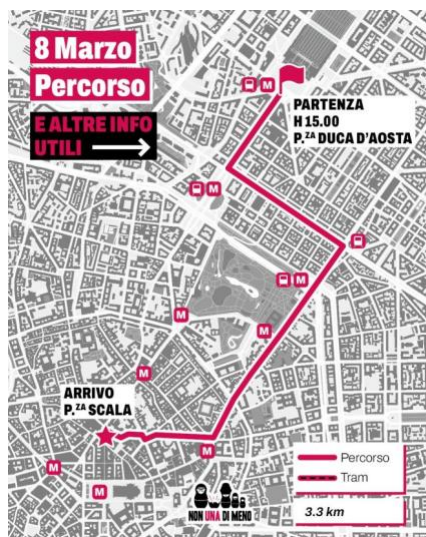 8 Marzo
Percorso
E ALTRE INFO
UTILI
M
PARTENZA
H 15.00
P.ZA DUCA D'AOSTA
M
M
M
M
ARRIVO
P.ZA SCALA
M
M
M
Percorso
Tram
3.3 km
NON UNA DI MENO